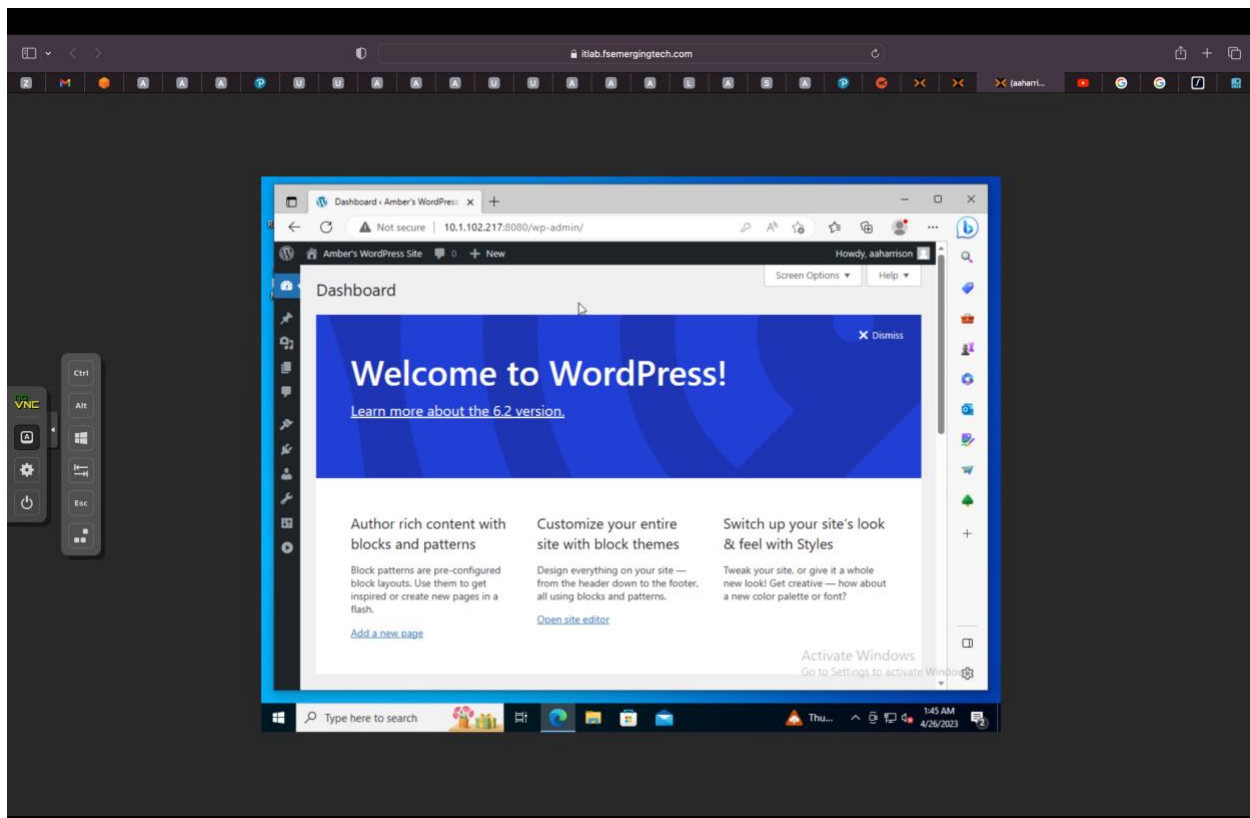 itlab.fsemergingtech.com
Z M A A A U U A A A U U A A A L A S A (aaharri... G G
Dashboard ‹ Amber's WordPress
Not secure | 10.1.102.217:8080/wp-admin/
Amber's WordPress Site 0 + New Howdy, aaharrison
Screen Options ▼ Help ▼
Dashboard
Dismiss
Welcome to WordPress!
Learn more about the 6.2 version.
Author rich content with
blocks and patterns
Block patterns are pre-configured
block layouts. Use them to get
inspired or create new pages in a
flash.
Add a new page
Customize your entire
site with block themes
Design everything on your site —
from the header down to the footer,
all using blocks and patterns.
Open site editor
Switch up your site's look
& feel with Styles
Tweak your site, or give it a whole
new look! Get creative — how about
a new color palette or font?
Activate Windows
Go to Settings to activate Windows
Type here to search
Thu...
1:45 AM
4/26/2023
2
no
VNC
A
Ctrl
Alt
Esc